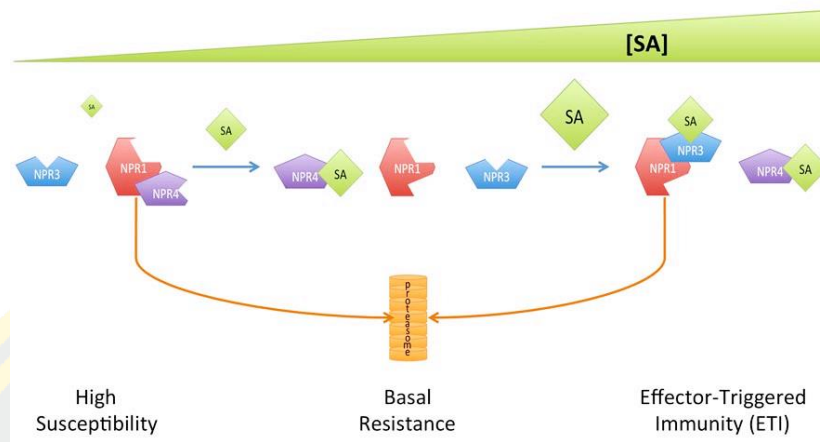 [SA]
SA
SA
SA
NPR3
NPR1
NPR4
NPR4
SA
NPR1
NPR3
SA
NPR3
NPR1
NPR4
SA
proteasome
High
Susceptibility
Basal
Resistance
Effector-Triggered
Immunity (ETI)